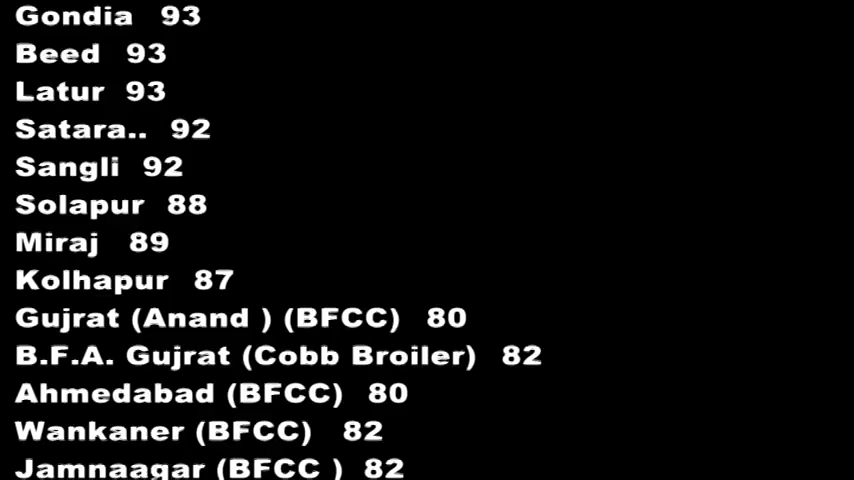 Gondia 93
Beed 93
Latur 93
Satara.. 92
Sangli 92
Solapur 88
Miraj 89
Kolhapur 87
Gujrat (Anand ) (BFCC) 80
B.F.A. Gujrat (Cobb Broiler) 82
Ahmedabad (BFCC) 80
Wankaner (BFCC) 82
Jamnaagar (BFCC ) 82